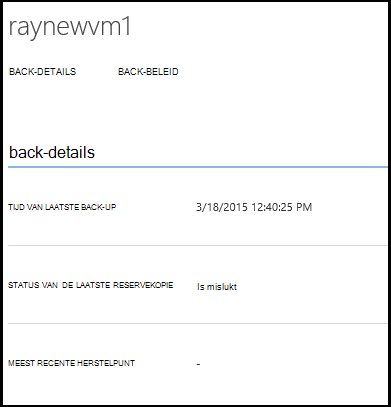 raynewvm1
BACK-DETAILS BACK-BELEID
back-details
TIJD VAN LAATSTE BACK-UP 3/18/2015 12:40:25 PM
STATUS VAN DE LAATSTE RESERVEKOPIE Is mislukt
MEEST RECENTE HERSTELPUNT -